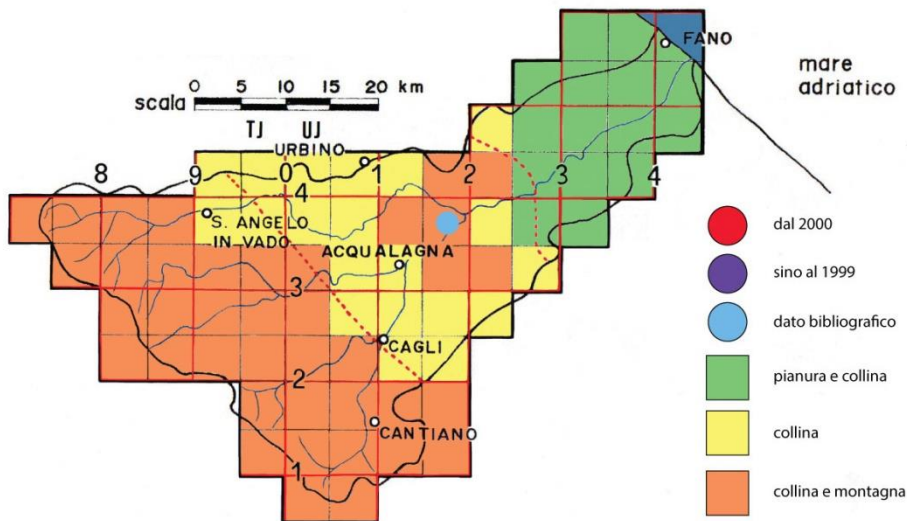 FANO
mare
adriatico
scala 0 5 10 15 20 km
TJ UJ
URBINO
8 9 0 1 2 3 4
4
S. ANGELO
IN VADO
ACQUALAGNA
3
CAGLI
2
CANTIANO
1
dal 2000
sino al 1999
dato bibliografico
pianura e collina
collina
collina e montagna